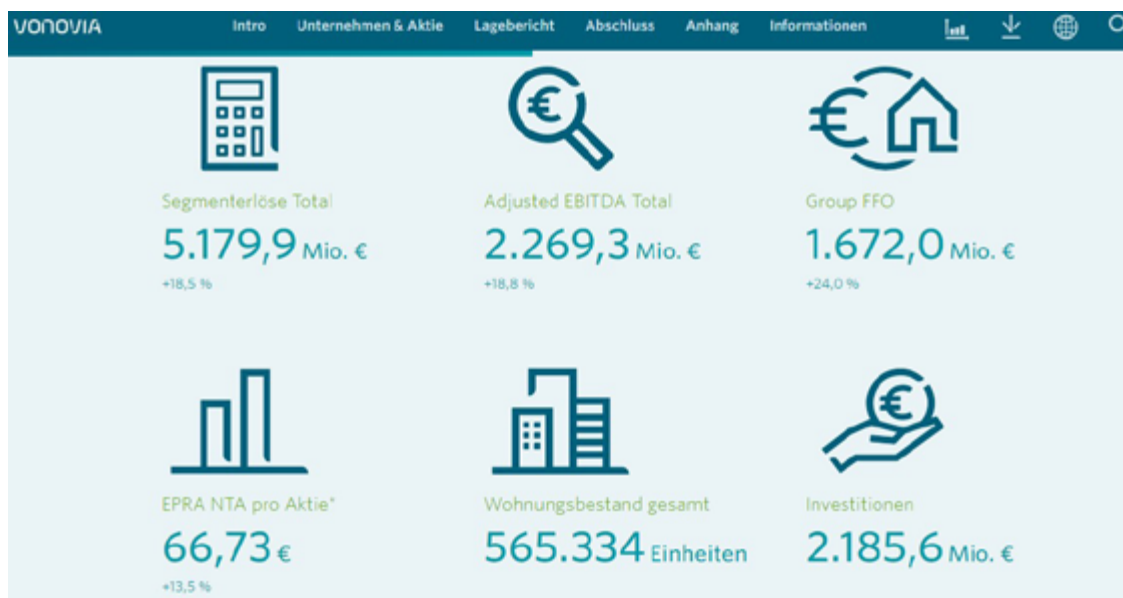 VONOVIA Intro Unternehmen & Aktie Lagebericht Abschluss Anhang Informationen
Segmenterlöse Total
5.179,9 Mio. €
+18,5 %
Adjusted EBITDA Total
2.269,3 Mio. €
+18,8 %
Group FFO
1.672,0 Mio. €
+24,0 %
EPRA NTA pro Aktie*
66,73 €
+13,5 %
Wohnungsbestand gesamt
565.334 Einheiten
Investitionen
2.185,6 Mio. €